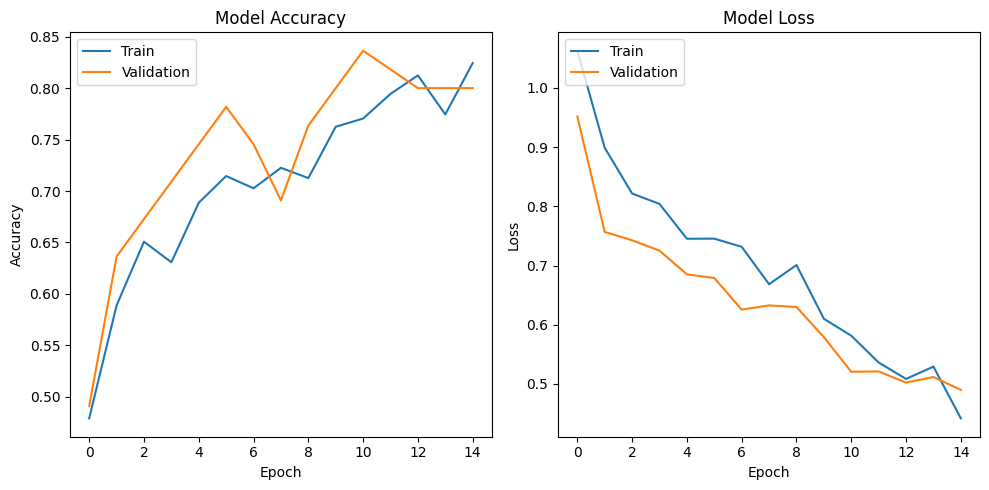 Model Accuracy
Train
Validation
0.85
0.80
0.75
0.70
0.65
0.60
0.55
0.50
Accuracy
0 2 4 6 8 10 12 14
Epoch
Model Loss
Train
Validation
1.0
0.9
0.8
0.7
0.6
0.5
Loss
0 2 4 6 8 10 12 14
Epoch